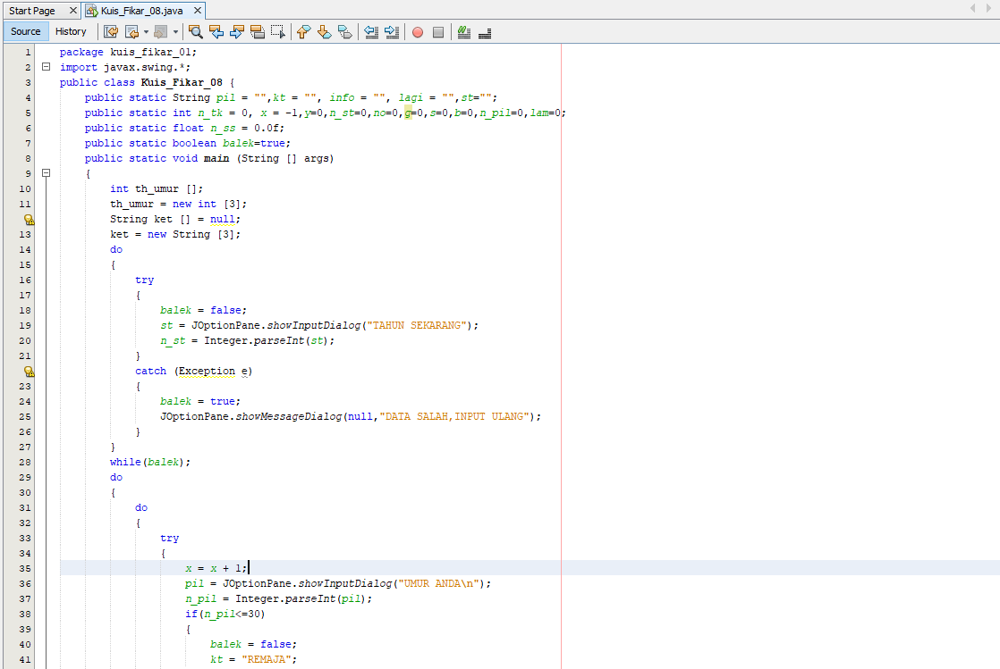 Start Page × Kuis_Fikar_08.java ×
Source History
1 package kuis_fikar_01;
2 import javax.swing.*;
3 public class Kuis_Fikar_08 {
4 public static String pil = "",kt = "", info = "", lagi = "",st="";
5 public static int n_tk = 0, x = -1,y=0,n_st=0,no=0,g=0,s=0,b=0,n_pil=0,lam=0;
6 public static float n_ss = 0.0f;
7 public static boolean balek=true;
8 public static void main (String [] args)
9 {
10 int th_umur [];
11 th_umur = new int [3];
String ket [] = null;
13 ket = new String [3];
14 do
15 {
16 try
17 {
18 balek = false;
19 st = JOptionPane.showInputDialog("TAHUN SEKARANG");
20 n_st = Integer.parseInt(st);
21 }
catch (Exception e)
23 {
24 balek = true;
25 JOptionPane.showMessageDialog(null,"DATA SALAH,INPUT ULANG");
26 }
27 }
28 while(balek);
29 do
30 {
31 do
32 {
33 try
34 {
35 x = x + 1;
36 pil = JOptionPane.showInputDialog("UMUR ANDA\n");
37 n_pil = Integer.parseInt(pil);
38 if(n_pil<=30)
39 {
40 balek = false;
41 kt = "REMAJA";